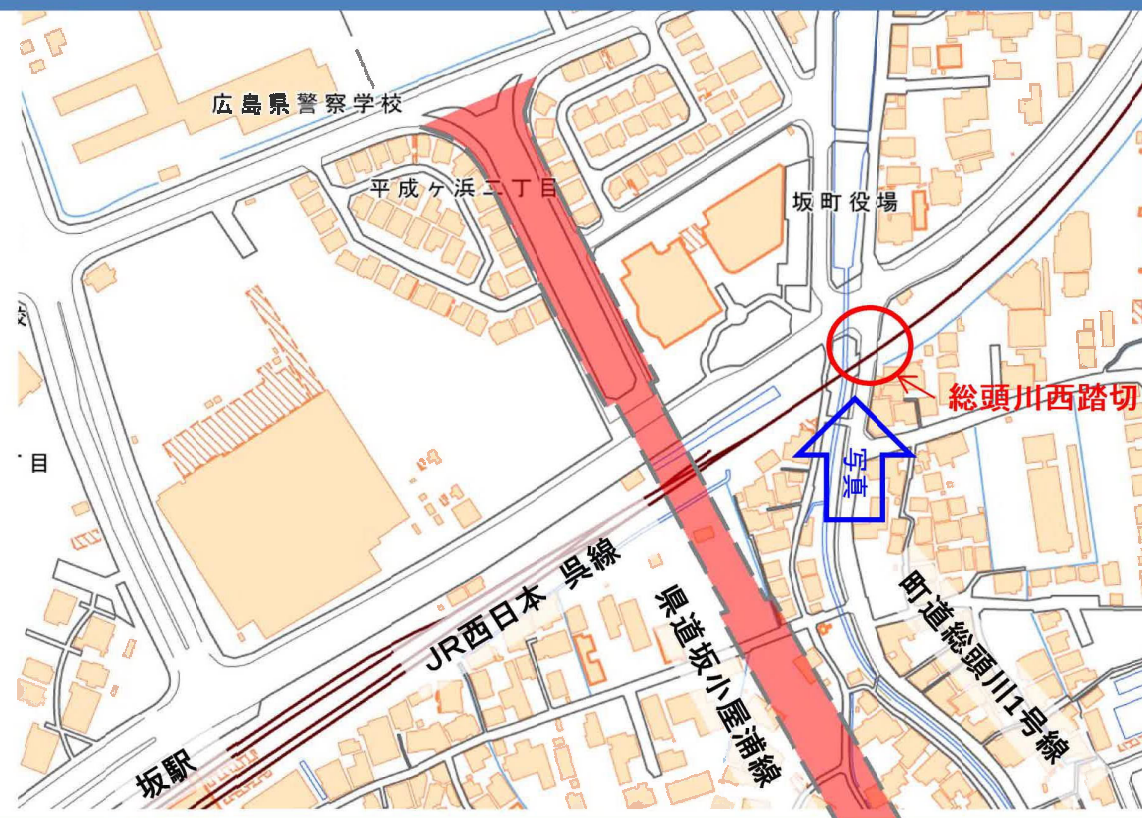 広島県警察学校
平成ヶ浜二丁目
坂町役場
総頭川西踏切
目
写真
JR西日本 呉線
県道坂小屋浦線
町道総頭川1号線
坂駅